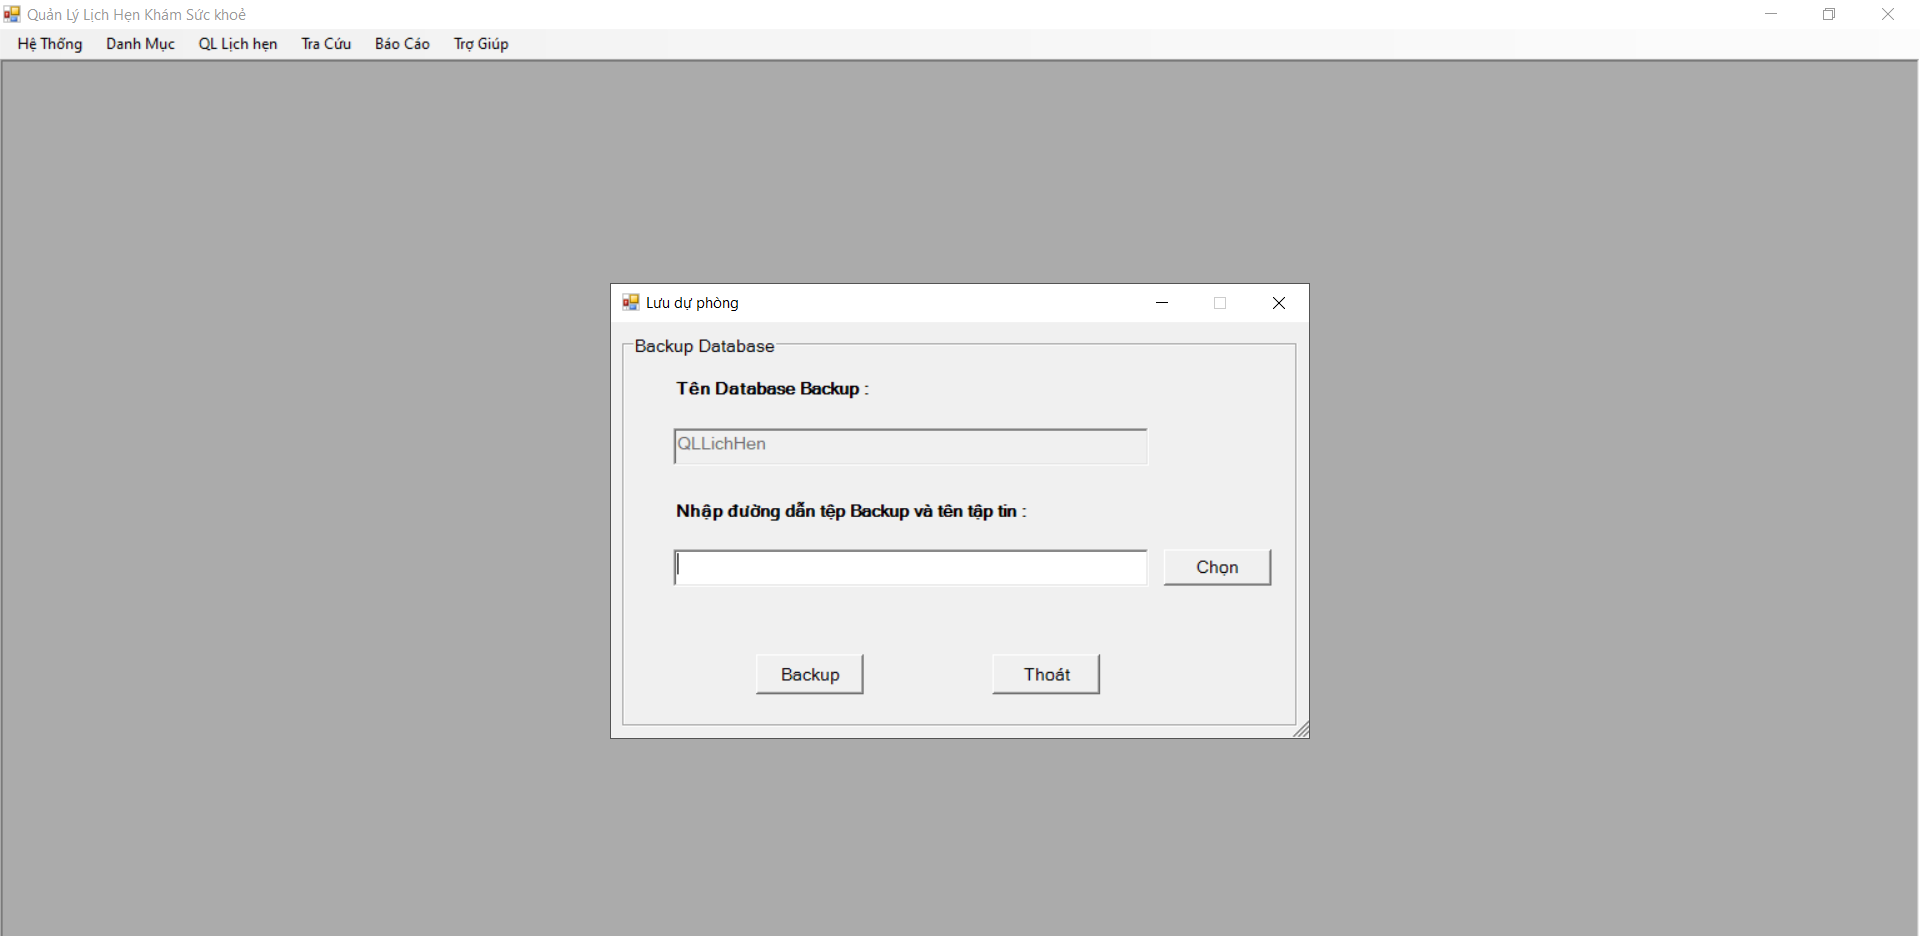 Quản Lý Lịch Hẹn Khám Sức khoẻ
Hệ Thống Danh Mục QL Lịch hẹn Tra Cứu Báo Cáo Trợ Giúp
Lưu dự phòng
Backup Database
Tên Database Backup :
QLLichHen
Nhập đường dẫn tệp Backup và tên tập tin :
Chọn
Backup Thoát